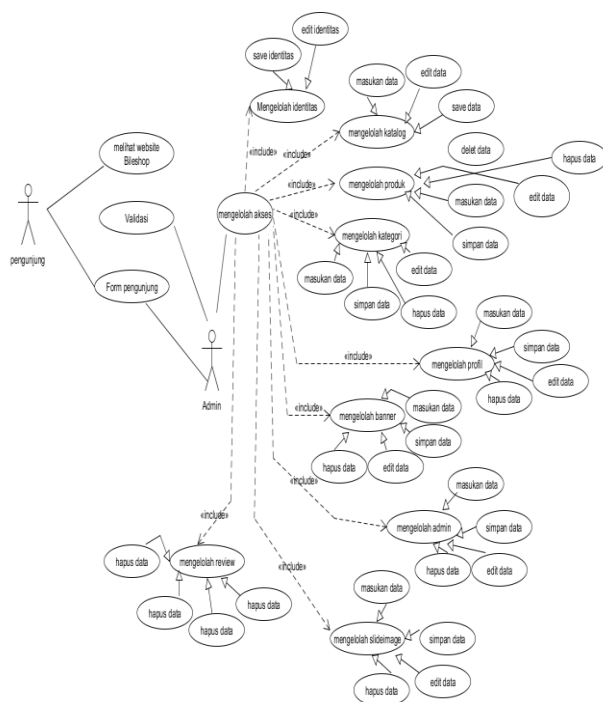 edit identitas
save identitas
Mengelolah identitas
masukan data
edit data
save data
mengelolah katalog
«include»
«include»
melihat website
Bileshop
delet data
hapus data
«include»
mengelolah produk
edit data
masukan data
simpan data
Validasi
mengelolah akses
«include»
mengelolah kategori
edit data
masukan data
simpan data
hapus data
pengunjung
Form pengunjung
masukan data
simpan data
«include»
mengelolah profil
edit data
hapus data
Admin
masukan data
«include»
mengelolah banner
simpan data
hapus data
edit data
masukan data
«include»
mengelolah admin
simpan data
hapus data
edit data
«include»
hapus data
mengelolah review
hapus data
hapus data
hapus data
«include»
masukan data
mengelolah slideimage
simpan data
hapus data
edit data